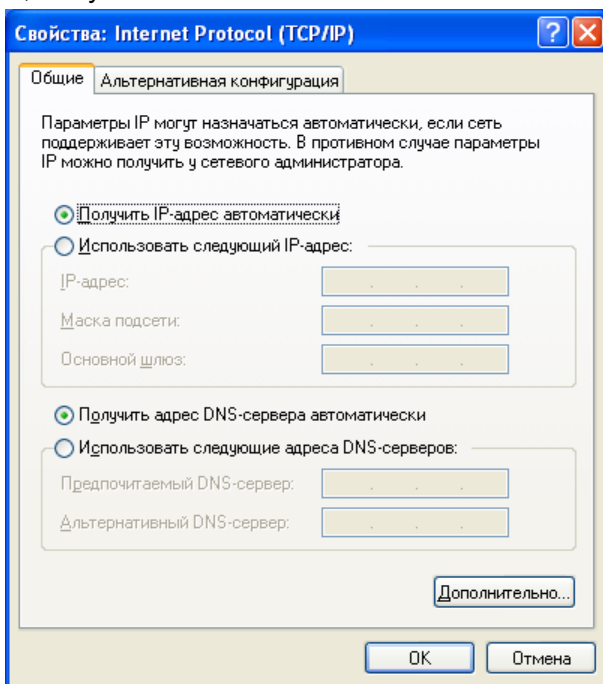 Свойства: Internet Protocol (TCP/IP)
Общие
Альтернативная конфигурация
Параметры IP могут назначаться автоматически, если сеть
поддерживает эту возможность. В противном случае параметры
IP можно получить у сетевого администратора.
Получить IP-адрес автоматически
Использовать следующий IP-адрес:
IP-адрес:
Маска подсети:
Основной шлюз:
Получить адрес DNS-сервера автоматически
Использовать следующие адреса DNS-серверов:
Предпочитаемый DNS-сервер:
Альтернативный DNS-сервер:
Дополнительно...
OK
Отмена